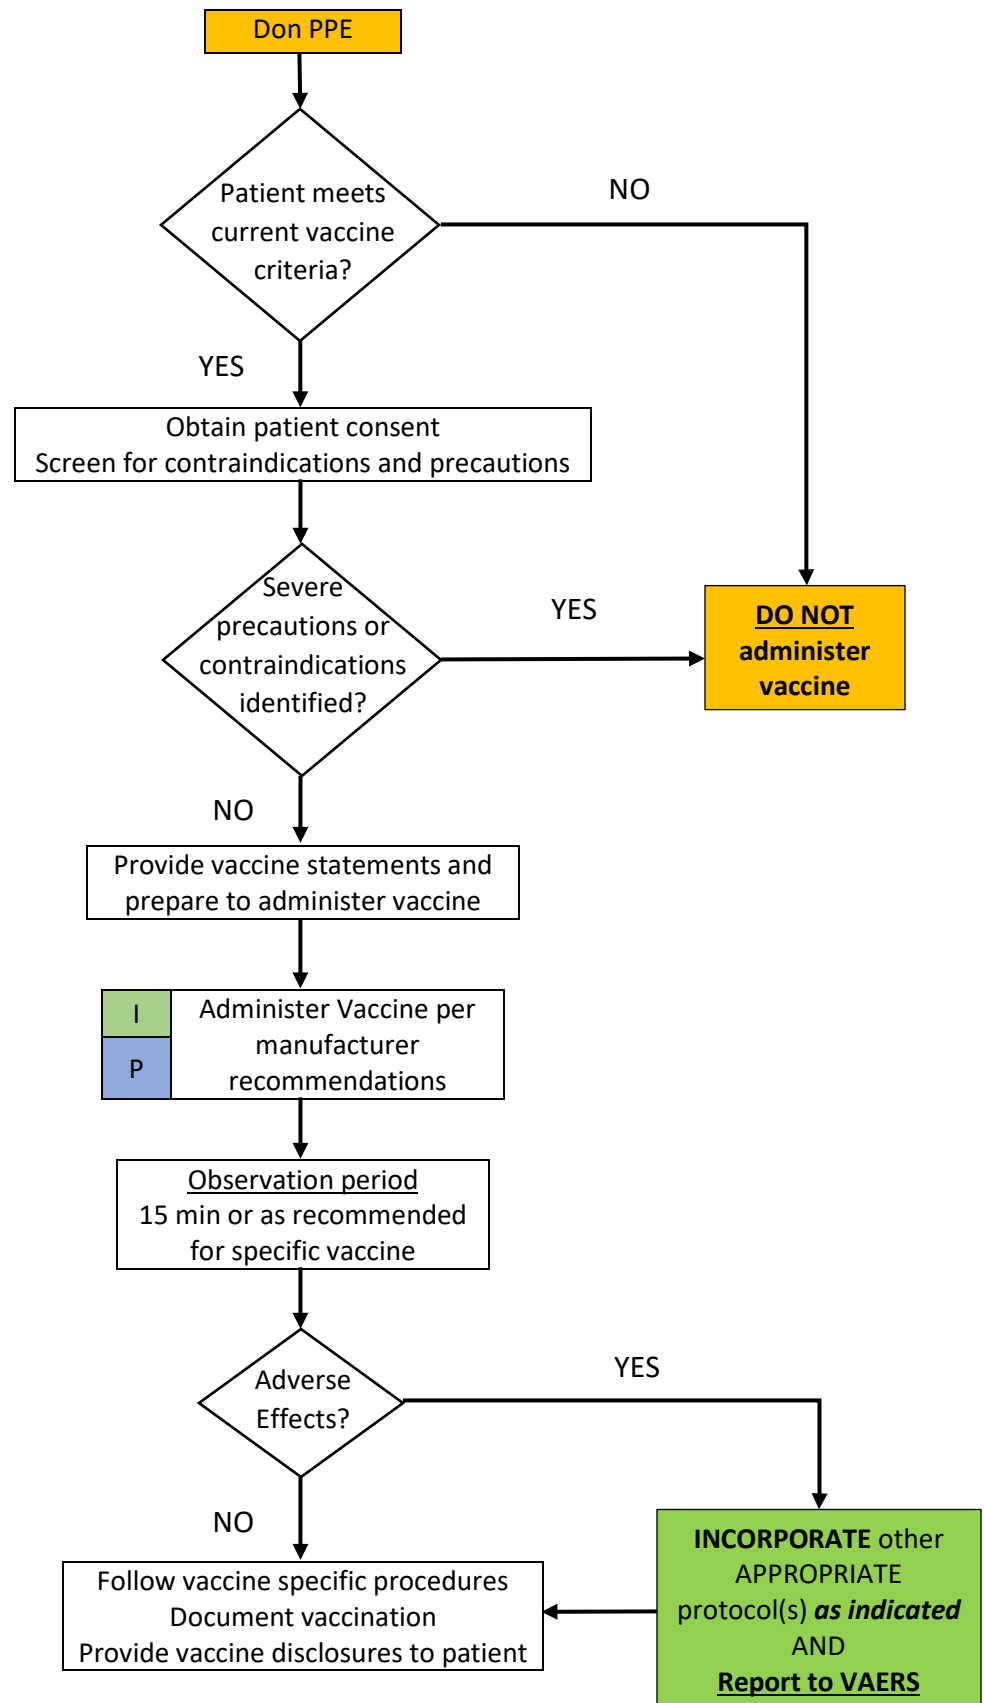 Don PPE
Patient meets
current vaccine
criteria?
NO
YES
Obtain patient consent
Screen for contraindications and precautions
Severe
precautions or
contraindications
identified?
YES
DO NOT
administer
vaccine
NO
Provide vaccine statements and
prepare to administer vaccine
I
P
Administer Vaccine per
manufacturer
recommendations
Observation period
15 min or as recommended
for specific vaccine
Adverse
Effects?
YES
NO
INCORPORATE other
APPROPRIATE
protocol(s) as indicated
AND
Report to VAERS
Follow vaccine specific procedures
Document vaccination
Provide vaccine disclosures to patient